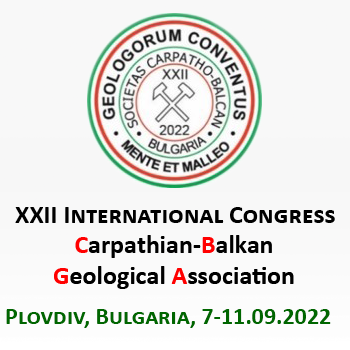 GEOLOGORUM CONVENTUS
SOCIETAS CARPATHO-BALCAN
XXII
2022
BULGARIA
MENTE ET MALLEO
XXII INTERNATIONAL CONGRESS
Carpathian-Balkan
Geological Association
PLOVDIV, BULGARIA, 7-11.09.2022